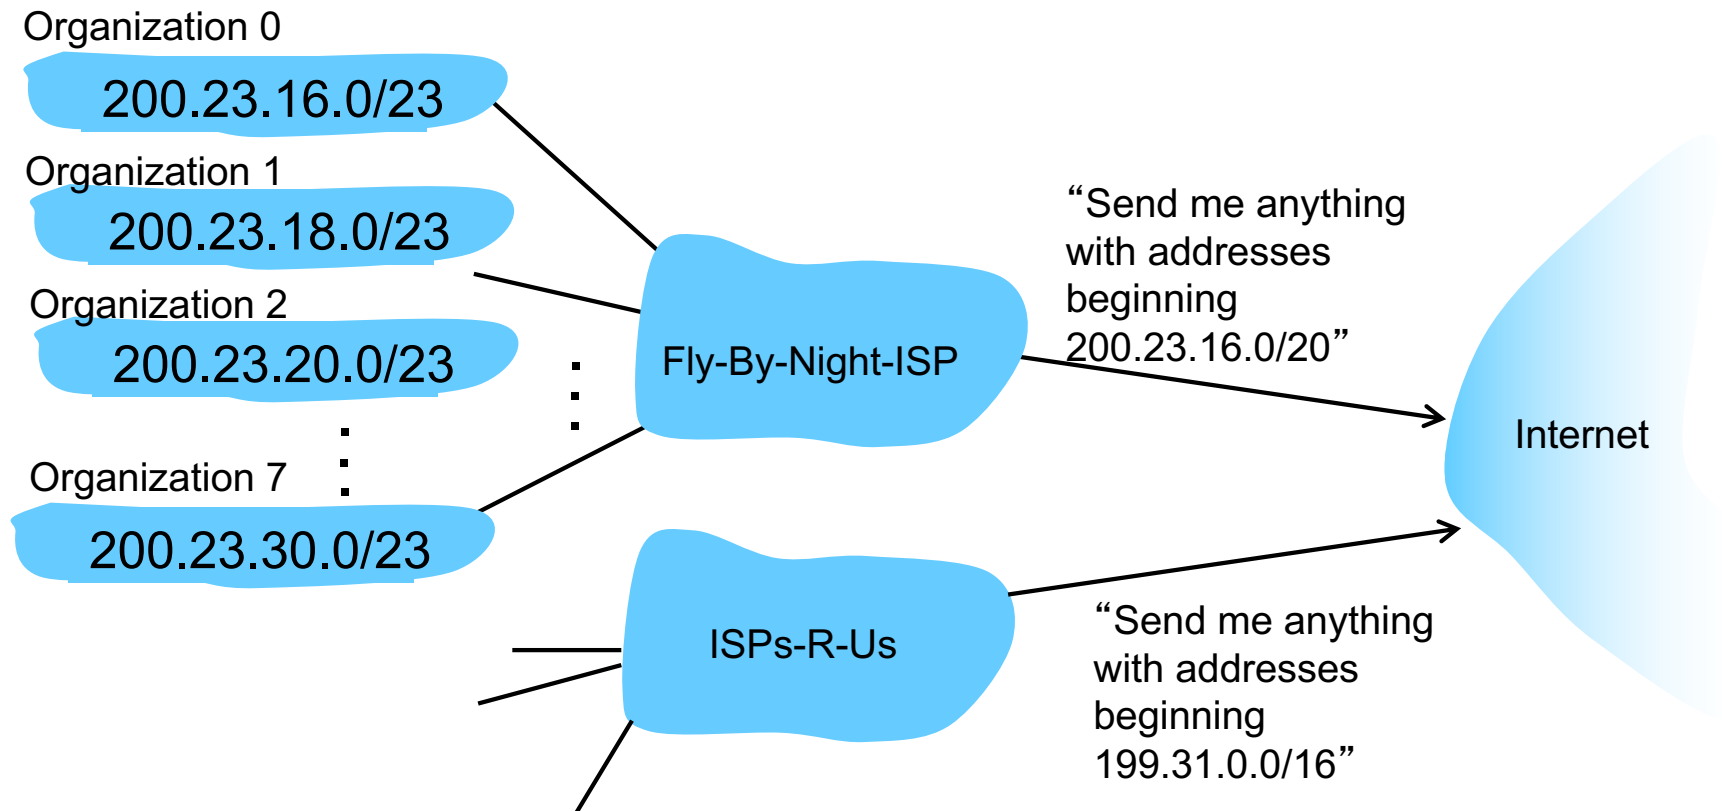 Organization 0
200.23.16.0/23
Organization 1
200.23.18.0/23
Organization 2
200.23.20.0/23
Organization 7
200.23.30.0/23
Fly-By-Night-ISP
“Send me anything
with addresses
beginning
200.23.16.0/20”
Internet
ISPs-R-Us
“Send me anything
with addresses
beginning
199.31.0.0/16”